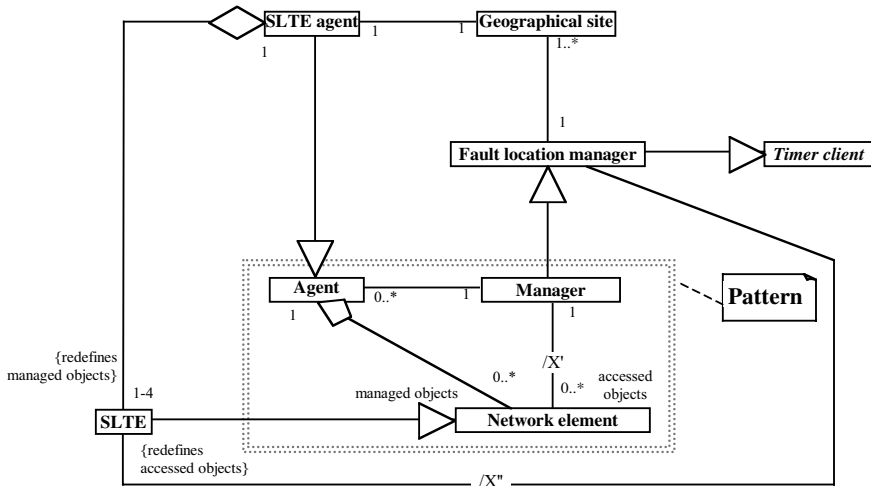 SLTE agent
Geographical site
1
1
1
1..*
1
Fault location manager
Timer client
Agent
Manager
0..*
1
1
1
Pattern
{redefines
managed objects}
/X'
0..*
0..*
accessed
objects
1-4
managed objects
SLTE
Network element
{redefines
accessed objects}
/X"